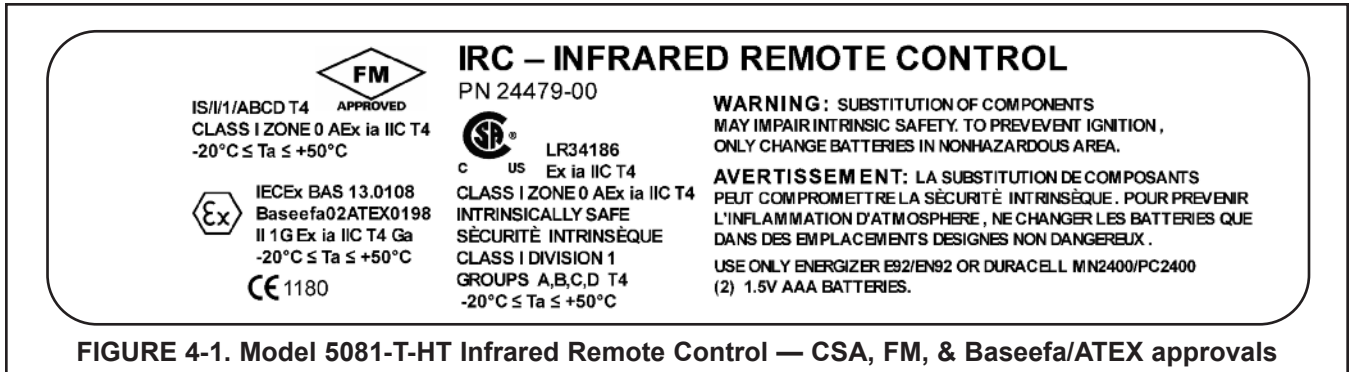 IRC – INFRARED REMOTE CONTROL
PN 24479-00
FM
APPROVED
IS/I/1/ABCD T4
CLASS I ZONE 0 AEx ia IIC T4
-20°C ≤ Ta ≤ +50°C
Ex
IECEx BAS 13.0108
Baseefa02ATEX0198
II 1G Ex ia IIC T4 Ga
-20°C ≤ Ta ≤ +50°C
CE 1180
SA ®
C US
LR34186
Ex ia IIC T4
CLASS I ZONE 0 AEx ia IIC T4
INTRINSICALLY SAFE
SÈCURITÈ INTRINSÈQUE
CLASS I DIVISION 1
GROUPS A,B,C,D T4
-20°C ≤ Ta ≤ +50°C
WARNING: SUBSTITUTION OF COMPONENTS
MAY IMPAIR INTRINSIC SAFETY. TO PREVEVENT IGNITION ,
ONLY CHANGE BATTERIES IN NONHAZARDOUS AREA.
AVERTISSEMENT: LA SUBSTITUTION DE COMPOSANTS
PEUT COMPROMETTRE LA SÈCURITÈ INTRINSÈQUE . POUR PREVENIR
L'INFLAMMATION D'ATMOSPHERE , NE CHANGER LES BATTERIES QUE
DANS DES EMPLACEMENTS DESIGNES NON DANGEREUX .
USE ONLY ENERGIZER E92/EN92 OR DURACELL MN2400/PC2400
(2) 1.5V AAA BATTERIES.
FIGURE 4-1. Model 5081-T-HT Infrared Remote Control — CSA, FM, & Baseefa/ATEX approvals